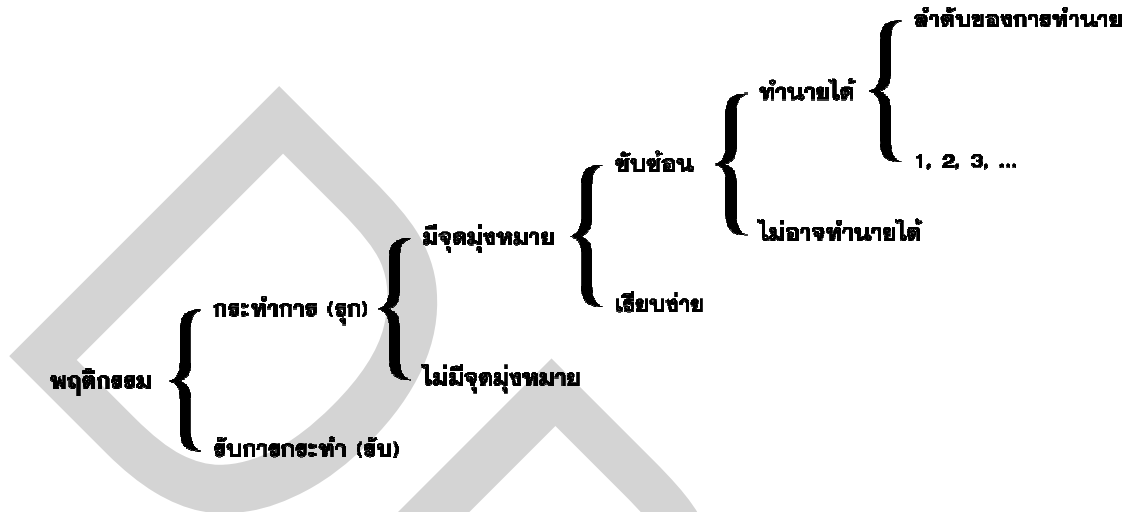 ลำดับของการทำนาย
ทำนายได้
1, 2, 3, ...
ซับซ้อน
ไม่อาจทำนายได้
มีจุดมุ่งหมาย
เรียบง่าย
กระทำการ (รุก)
ไม่มีจุดมุ่งหมาย
พฤติกรรม
รับการกระทำ (รับ)